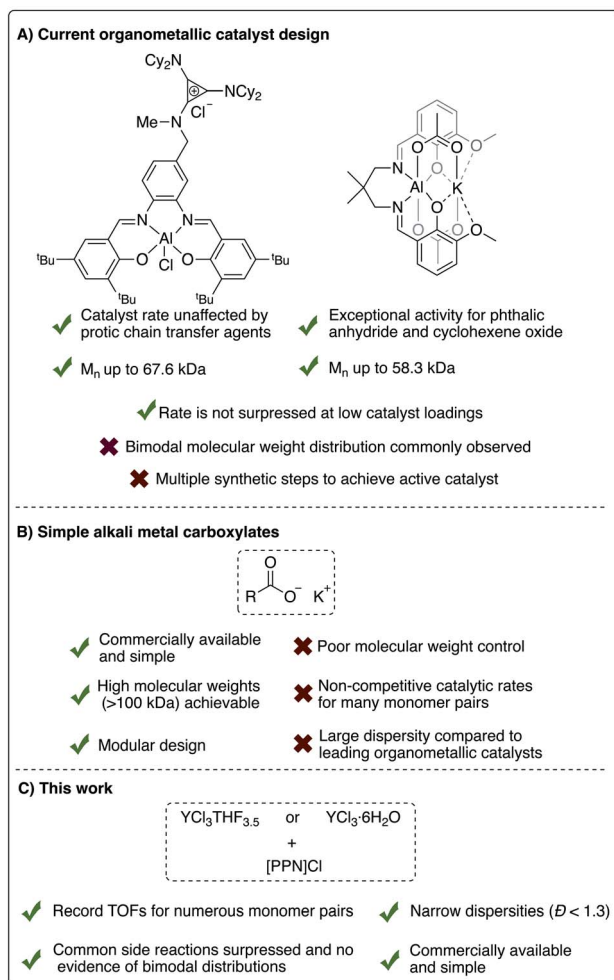 A) Current organometallic catalyst design
Cy₂N
NCy₂
⊕
Cl⁻
Me
N
N
N
Al
O
O
Cl
ᵗBu
ᵗBu
ᵗBu
ᵗBu
O
O
O
N
O
Al
K
N
O
O
O
O
Catalyst rate unaffected by
protic chain transfer agents
Exceptional activity for phthalic
anhydride and cyclohexene oxide
Mₙ up to 67.6 kDa
Mₙ up to 58.3 kDa
Rate is not surpressed at low catalyst loadings
Bimodal molecular weight distribution commonly observed
Multiple synthetic steps to achieve active catalyst
B) Simple alkali metal carboxylates
O
R
O⁻
K⁺
Commercially available
and simple
Poor molecular weight control
High molecular weights
(>100 kDa) achievable
Non-competitive catalytic rates
for many monomer pairs
Modular design
Large dispersity compared to
leading organometallic catalysts
C) This work
YCl₃THF₃.₅ or YCl₃·6H₂O
+
[PPN]Cl
Record TOFs for numerous monomer pairs
Narrow dispersities (Đ < 1.3)
Common side reactions surpressed and no
evidence of bimodal distributions
Commercially available
and simple